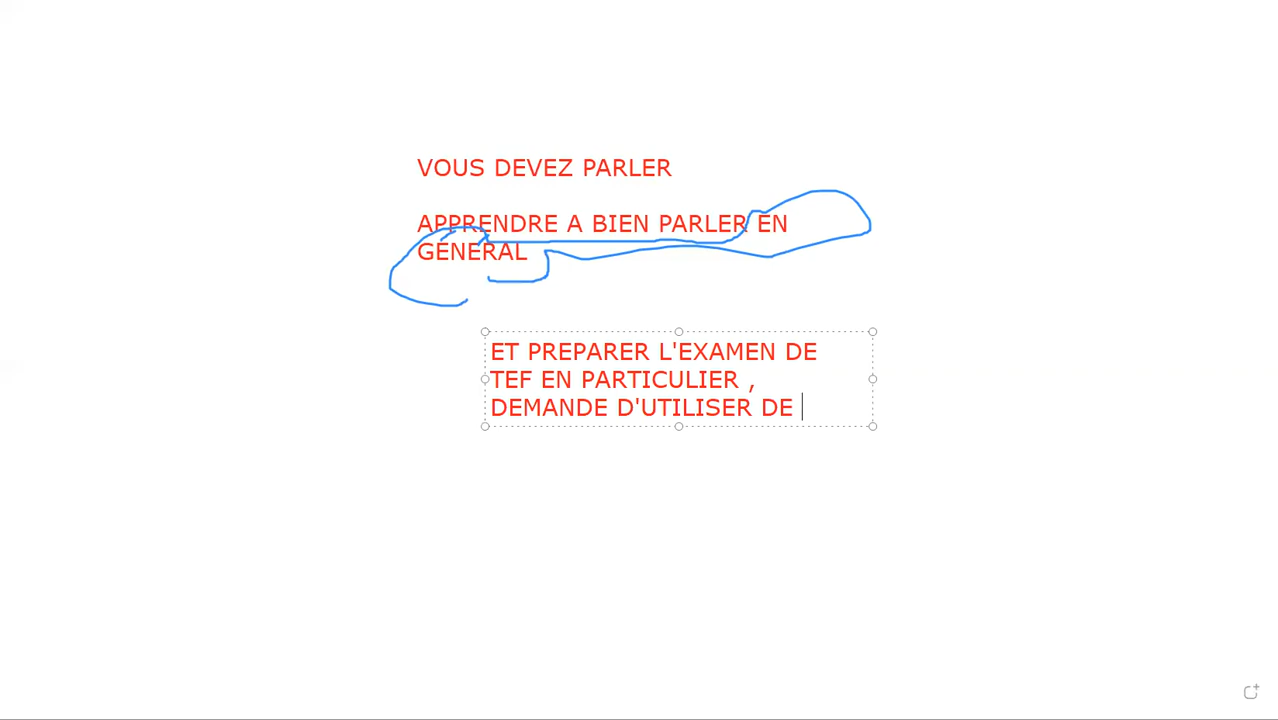 VOUS DEVEZ PARLER
APPRENDRE A BIEN PARLER EN
GENERAL
ET PREPARER L'EXAMEN DE
TEF EN PARTICULIER ,
DEMANDE D'UTILISER DE